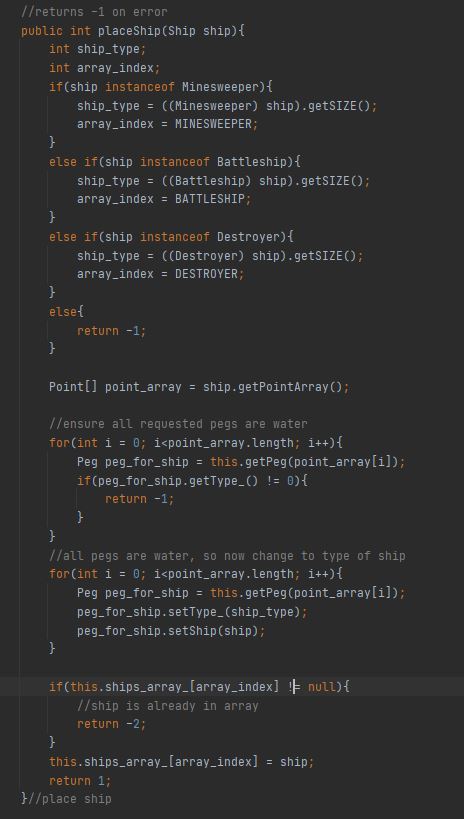 //returns -1 on error
public int placeShip(Ship ship){
    int ship_type;
    int array_index;
    if(ship instanceof Minesweeper){
        ship_type = ((Minesweeper) ship).getSIZE();
        array_index = MINESWEEPER;
    }
    else if(ship instanceof Battleship){
        ship_type = ((Battleship) ship).getSIZE();
        array_index = BATTLESHIP;
    }
    else if(ship instanceof Destroyer){
        ship_type = ((Destroyer) ship).getSIZE();
        array_index = DESTROYER;
    }
    else{
        return -1;
    }

    Point[] point_array = ship.getPointArray();

    //ensure all requested pegs are water
    for(int i = 0; i<point_array.length; i++){
        Peg peg_for_ship = this.getPeg(point_array[i]);
        if(peg_for_ship.getType_() != 0){
            return -1;
        }
    }
    //all pegs are water, so now change to type of ship
    for(int i = 0; i<point_array.length; i++){
        Peg peg_for_ship = this.getPeg(point_array[i]);
        peg_for_ship.setType_(ship_type);
        peg_for_ship.setShip(ship);
    }

    if(this.ships_array_[array_index] != null){
        //ship is already in array
        return -2;
    }
    this.ships_array_[array_index] = ship;
    return 1;
}//place ship